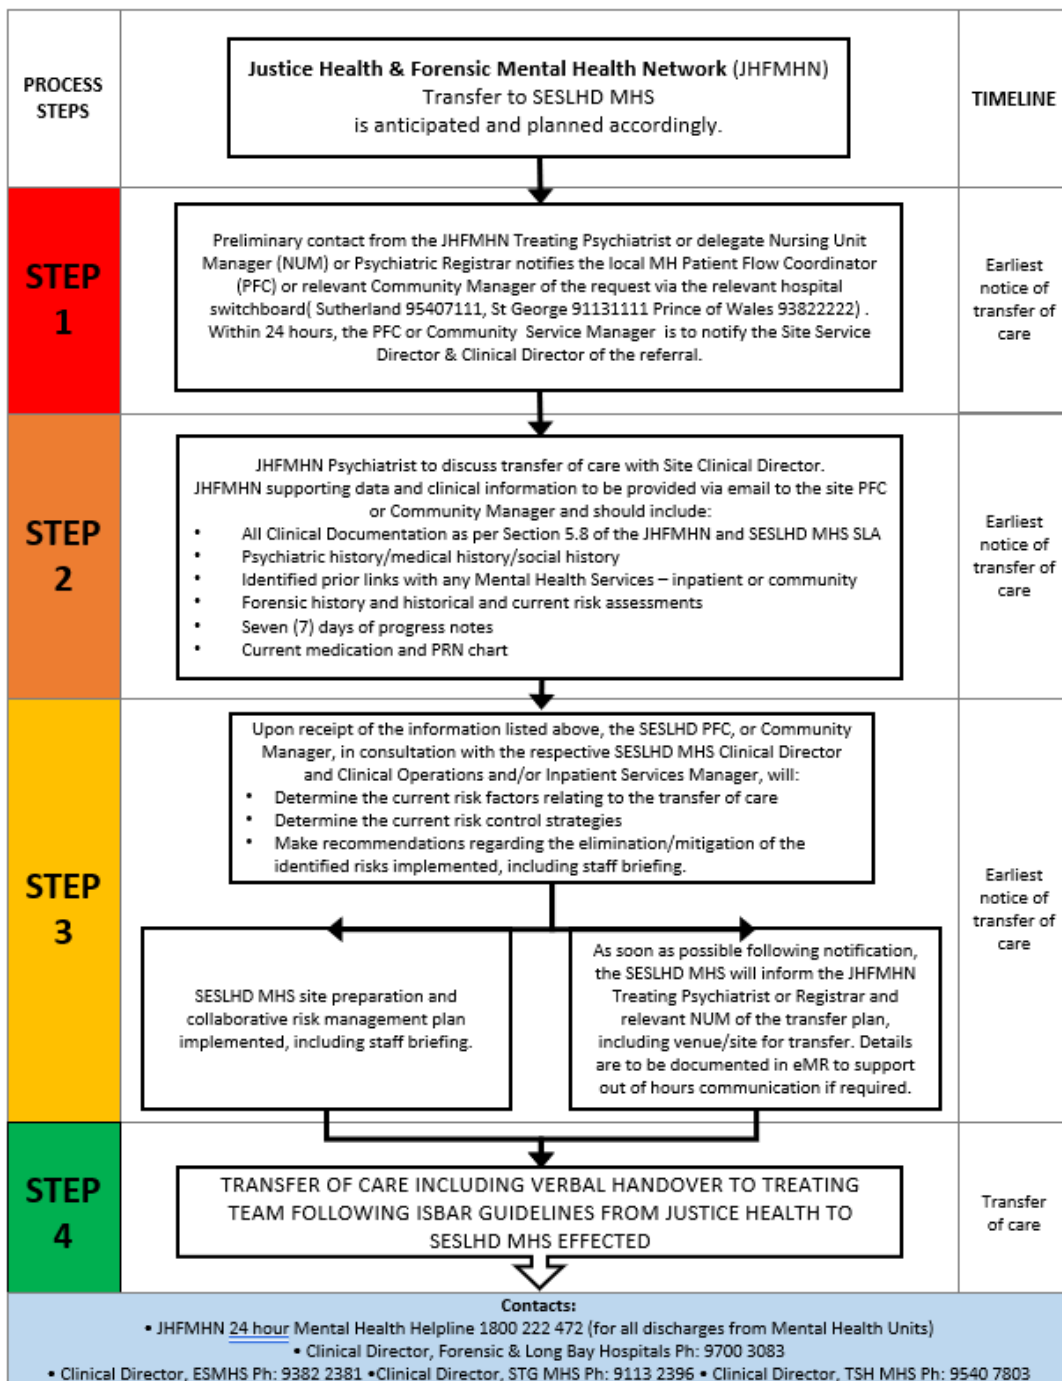 PROCESS
STEPS
Justice Health & Forensic Mental Health Network (JHFMHN)
Transfer to SESLHD MHS
is anticipated and planned accordingly.
TIMELINE
STEP
1
Preliminary contact from the JHFMHN Treating Psychiatrist or delegate Nursing Unit
Manager (NUM) or Psychiatric Registrar notifies the local MH Patient Flow Coordinator
(PFC) or relevant Community Manager of the request via the relevant hospital
switchboard( Sutherland 95407111, St George 91131111 Prince of Wales 93822222) .
Within 24 hours, the PFC or Community Service Manager is to notify the Site Service
Director & Clinical Director of the referral.
Earliest
notice of
transfer of
care
STEP
2
JHFMHN Psychiatrist to discuss transfer of care with Site Clinical Director.
JHFMHN supporting data and clinical information to be provided via email to the site PFC
or Community Manager and should include:
• All Clinical Documentation as per Section 5.8 of the JHFMHN and SESLHD MHS SLA
• Psychiatric history/medical history/social history
• Identified prior links with any Mental Health Services – inpatient or community
• Forensic history and historical and current risk assessments
• Seven (7) days of progress notes
• Current medication and PRN chart
Earliest
notice of
transfer of
care
STEP
3
Upon receipt of the information listed above, the SESLHD PFC, or Community
Manager, in consultation with the respective SESLHD MHS Clinical Director
and Clinical Operations and/or Inpatient Services Manager, will:
• Determine the current risk factors relating to the transfer of care
• Determine the current risk control strategies
• Make recommendations regarding the elimination/mitigation of the
identified risks implemented, including staff briefing.
SESLHD MHS site preparation and
collaborative risk management plan
implemented, including staff briefing.
As soon as possible following notification,
the SESLHD MHS will inform the JHFMHN
Treating Psychiatrist or Registrar and
relevant NUM of the transfer plan,
including venue/site for transfer. Details
are to be documented in eMR to support
out of hours communication if required.
Earliest
notice of
transfer of
care
STEP
4
TRANSFER OF CARE INCLUDING VERBAL HANDOVER TO TREATING
TEAM FOLLOWING ISBAR GUIDELINES FROM JUSTICE HEALTH TO
SESLHD MHS EFFECTED
Transfer
of care
Contacts:
• JHFMHN 24 hour Mental Health Helpline 1800 222 472 (for all discharges from Mental Health Units)
• Clinical Director, Forensic & Long Bay Hospitals Ph: 9700 3083
• Clinical Director, ESMHS Ph: 9382 2381 •Clinical Director, STG MHS Ph: 9113 2396 • Clinical Director, TSH MHS Ph: 9540 7803